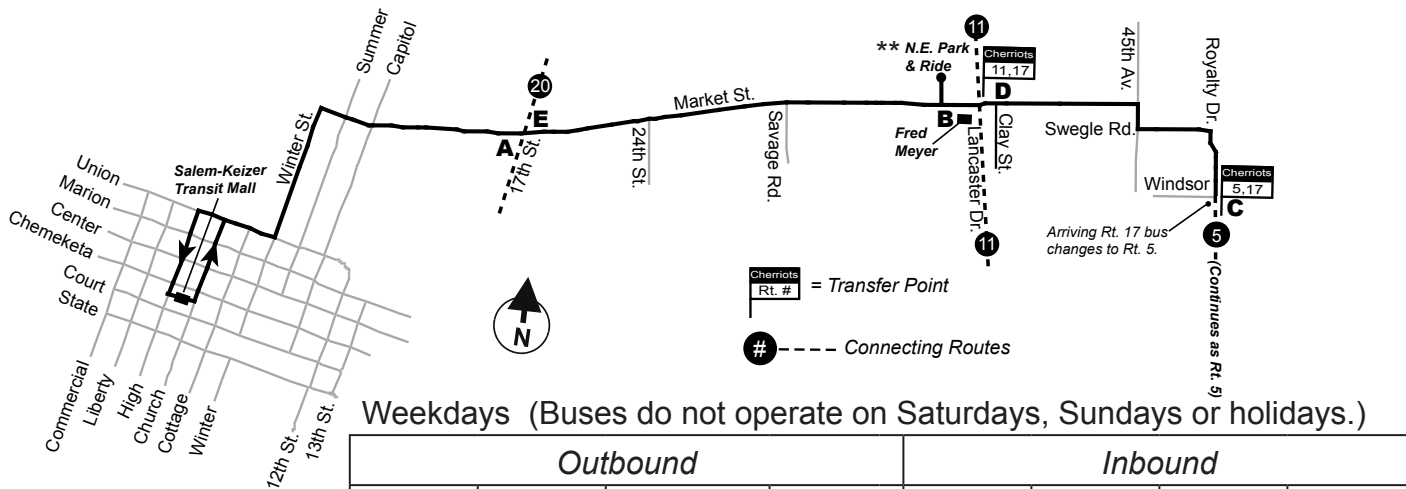 Summer
Capitol
20
E
A
17th St.
Market St.
24th St.
Savage Rd.
** N.E. Park
& Ride
11
Cherriots
11,17
D
B
Fred
Meyer
Lancaster Dr.
Clay St.
11
45th Av.
Swegle Rd.
Royalty Dr.
Windsor
Cherriots
5,17
C
Arriving Rt. 17 bus
changes to Rt. 5.
5
(Continues as Rt. 5)
Winter St.
Salem-Keizer
Transit Mall
Union
Marion
Center
Chemeketa
Court
State
Commercial
Liberty
High
Church
Cottage
Winter
12th St.
13th St.
N
Cherriots
Rt. #
= Transfer Point
#
Connecting Routes
Weekdays (Buses do not operate on Saturdays, Sundays or holidays.)
Outbound
Inbound